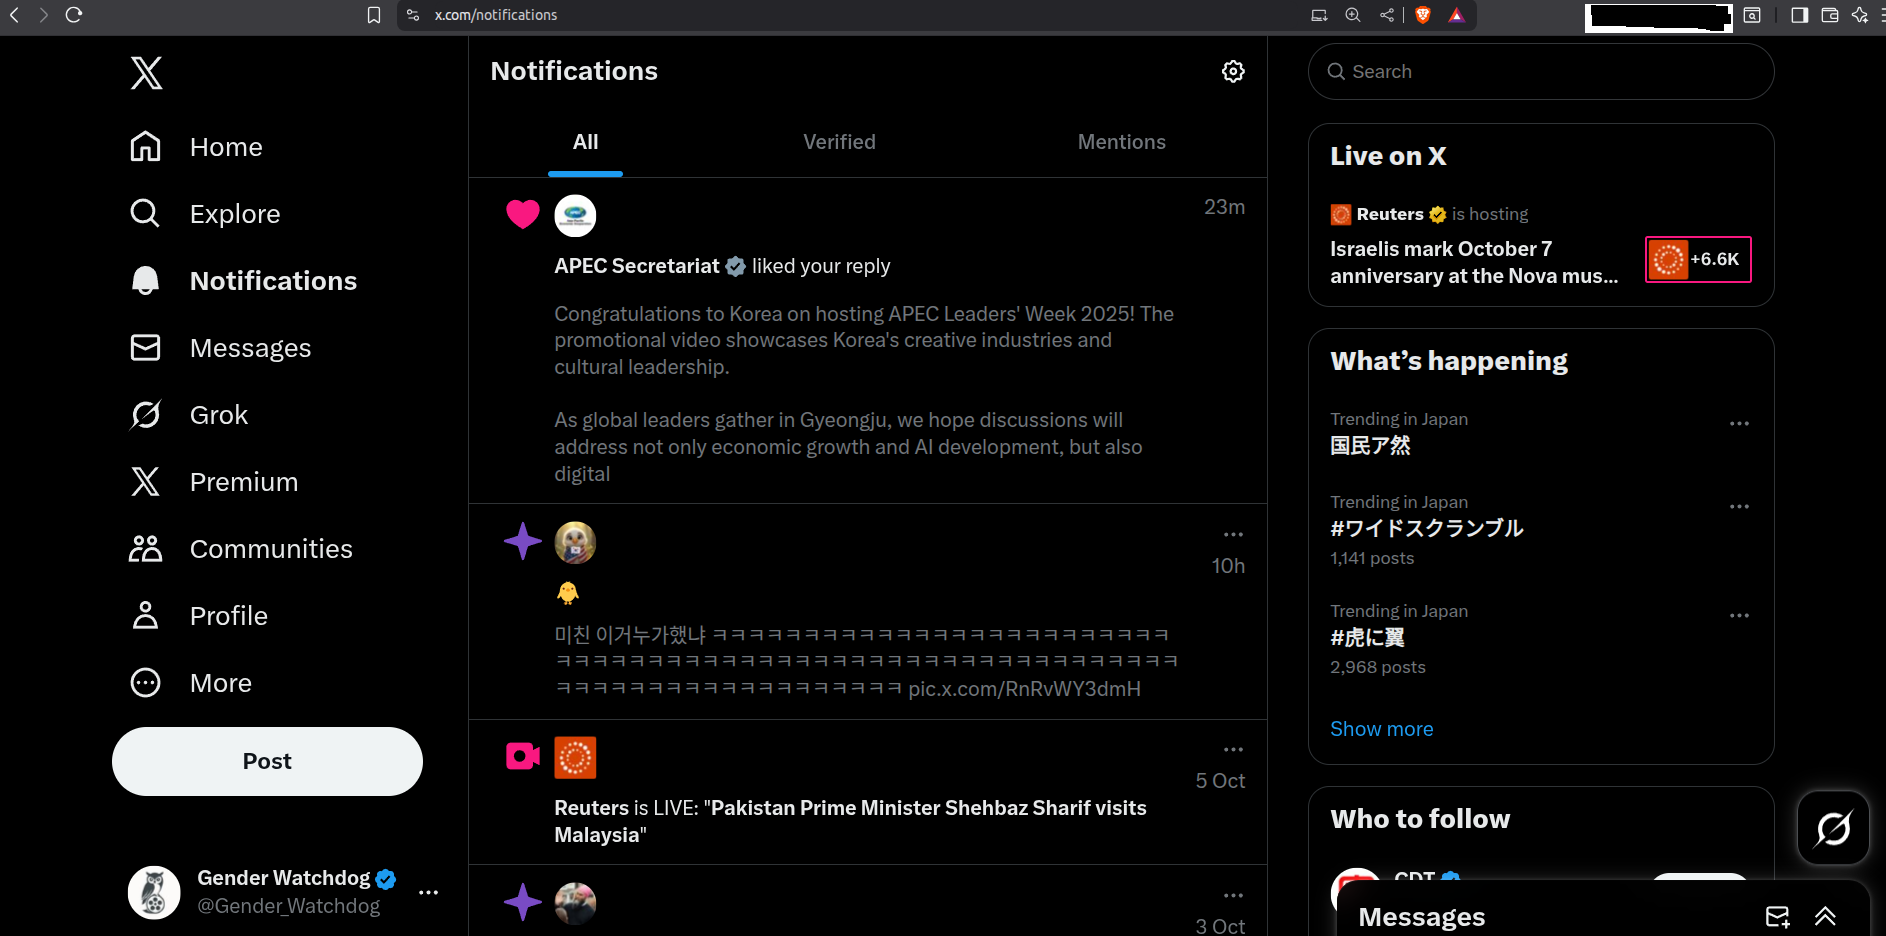 x.com/notifications
Home
Explore
Notifications
Messages
Grok
Premium
Communities
Profile
More
Post
Gender Watchdog
@Gender_Watchdog
Notifications
All
Verified
Mentions
23m
APEC Secretariat liked your reply
Congratulations to Korea on hosting APEC Leaders' Week 2025! The
promotional video showcases Korea's creative industries and
cultural leadership.
As global leaders gather in Gyeongju, we hope discussions will
address not only economic growth and AI development, but also
digital
10h
미친 이거누가했냐 ㅋㅋㅋㅋㅋㅋㅋㅋㅋㅋㅋㅋㅋㅋㅋㅋㅋㅋㅋㅋㅋㅋㅋㅋㅋ
ㅋㅋㅋㅋㅋㅋㅋㅋㅋㅋㅋㅋㅋㅋㅋㅋㅋㅋㅋㅋㅋㅋㅋㅋㅋㅋㅋㅋㅋㅋㅋㅋㅋㅋ
ㅋㅋㅋㅋㅋㅋㅋㅋㅋㅋㅋㅋㅋㅋㅋㅋㅋㅋㅋ pic.x.com/RnRvWY3dmH
5 Oct
Reuters is LIVE: "Pakistan Prime Minister Shehbaz Sharif visits
Malaysia"
3 Oct
Search
Live on X
Reuters is hosting
Israelis mark October 7
anniversary at the Nova mus...
+6.6K
What's happening
Trending in Japan
国民ア然
Trending in Japan
#ワイドスクランブル
1,141 posts
Trending in Japan
#虎に翼
2,968 posts
Show more
Who to follow
Messages